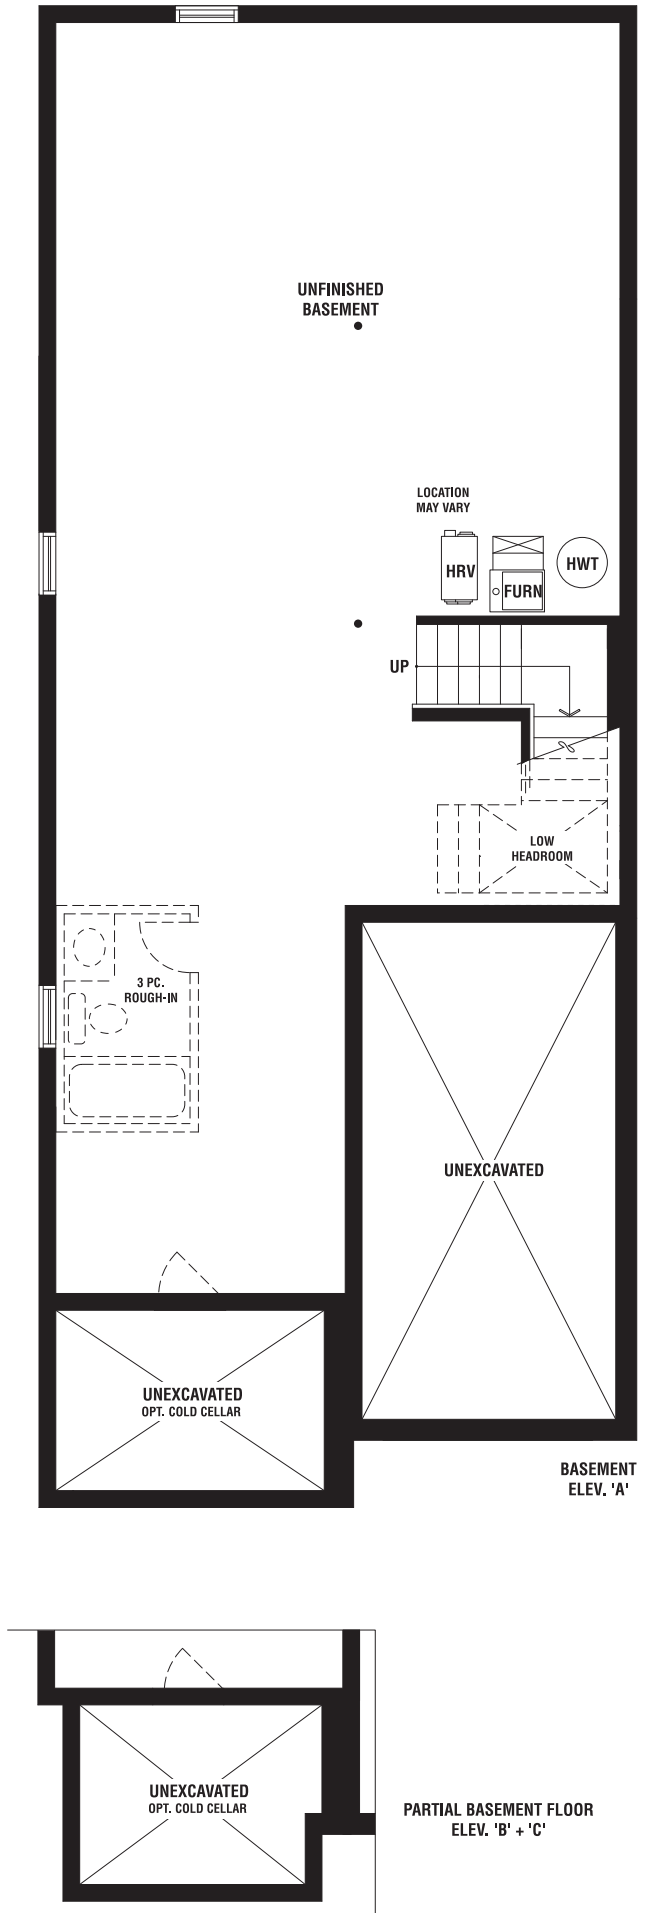 UNFINISHED
BASEMENT
LOCATION
MAY VARY
HRV
FURN
HWT
UP
LOW
HEADROOM
3 PC.
ROUGH-IN
UNEXCAVATED
UNEXCAVATED
OPT. COLD CELLAR
BASEMENT
ELEV. 'A'
UNEXCAVATED
OPT. COLD CELLAR
PARTIAL BASEMENT FLOOR
ELEV. 'B' + 'C'